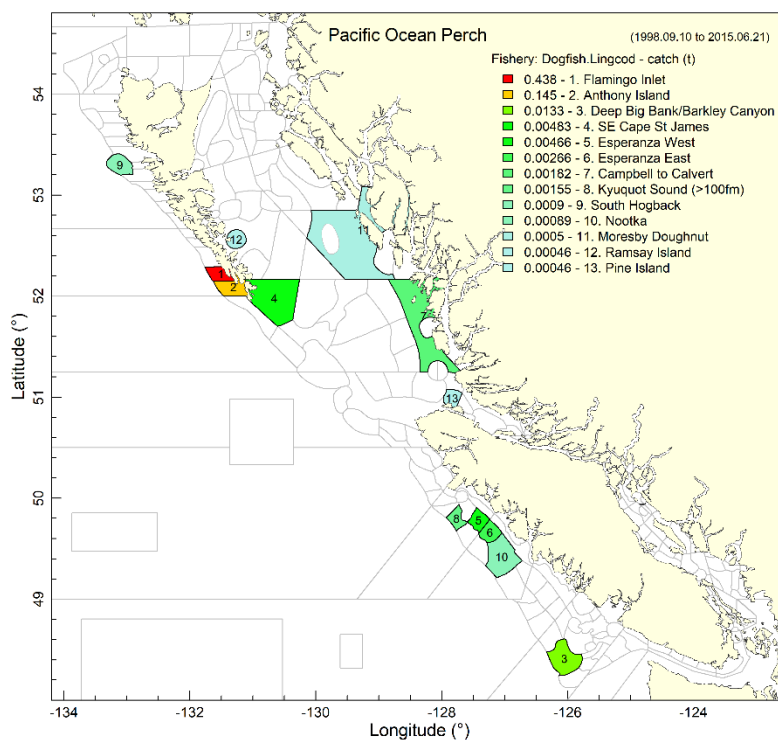 Pacific Ocean Perch
(1998.09.10 to 2015.06.21)
Fishery: Dogfish.Lingcod - catch (t)
0.438 - 1. Flamingo Inlet
0.145 - 2. Anthony Island
0.0133 - 3. Deep Big Bank/Barkley Canyon
0.00483 - 4. SE Cape St James
0.00466 - 5. Esperanza West
0.00266 - 6. Esperanza East
0.00182 - 7. Campbell to Calvert
0.00155 - 8. Kyuquot Sound (>100fm)
0.0009 - 9. South Hogback
0.00089 - 10. Nootka
0.0005 - 11. Moresby Doughnut
0.00046 - 12. Ramsay Island
0.00046 - 13. Pine Island
54
53
52
51
50
49
Latitude (°)
9
12
11
1
2
4
7
13
8
5
6
10
3
-134
-132
-130
-128
-126
-124
Longitude (°)